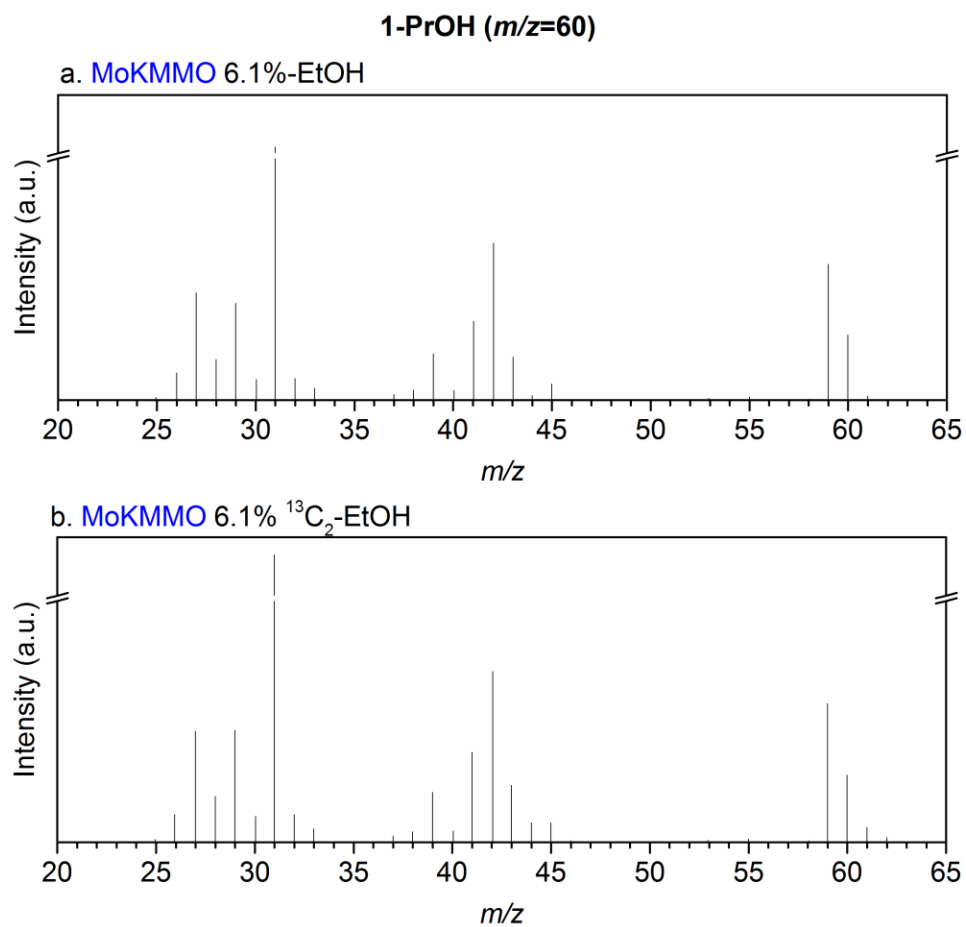 1-PrOH (m/z=60)
a. MoKMMO 6.1%-EtOH
Intensity (a.u.)
20 25 30 35 40 45 50 55 60 65
m/z
b. MoKMMO 6.1% ¹³C₂-EtOH
Intensity (a.u.)
20 25 30 35 40 45 50 55 60 65
m/z